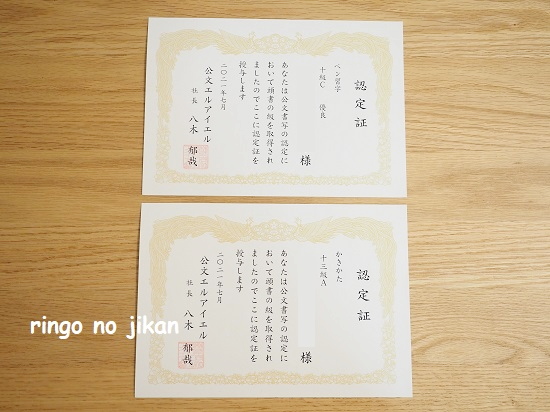 認定証
ペン習字
十級C 優良
様
あなたは公文書写の認定に
おいて頭書の級を取得され
ましたのでここに認定証を
授与します
二〇二一年七月
公文エルアイエル
社長 八木 郁哉
認定証
かきかた
十三級A
様
あなたは公文書写の認定に
おいて頭書の級を取得され
ましたのでここに認定証を
授与します
二〇二一年七月
公文エルアイエル
社長 八木 郁哉
ringo no jikan